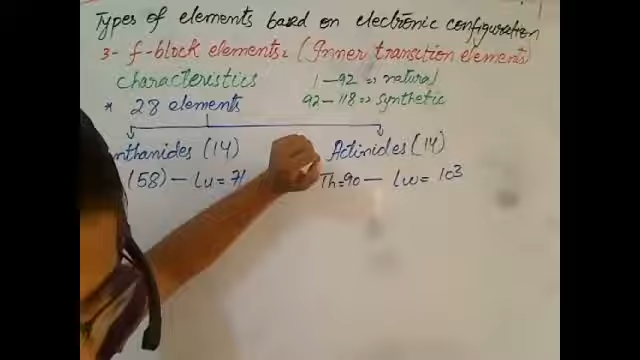 Types of elements based on electronic configuration
3- f-block elements: (Inner transition elements)
characteristics 1-92 => natural
* 28 elements 92-118 => synthetic
nthanides (14) Actinides (14)
(58) - Lu = 71 Th=90 - Lw = 103